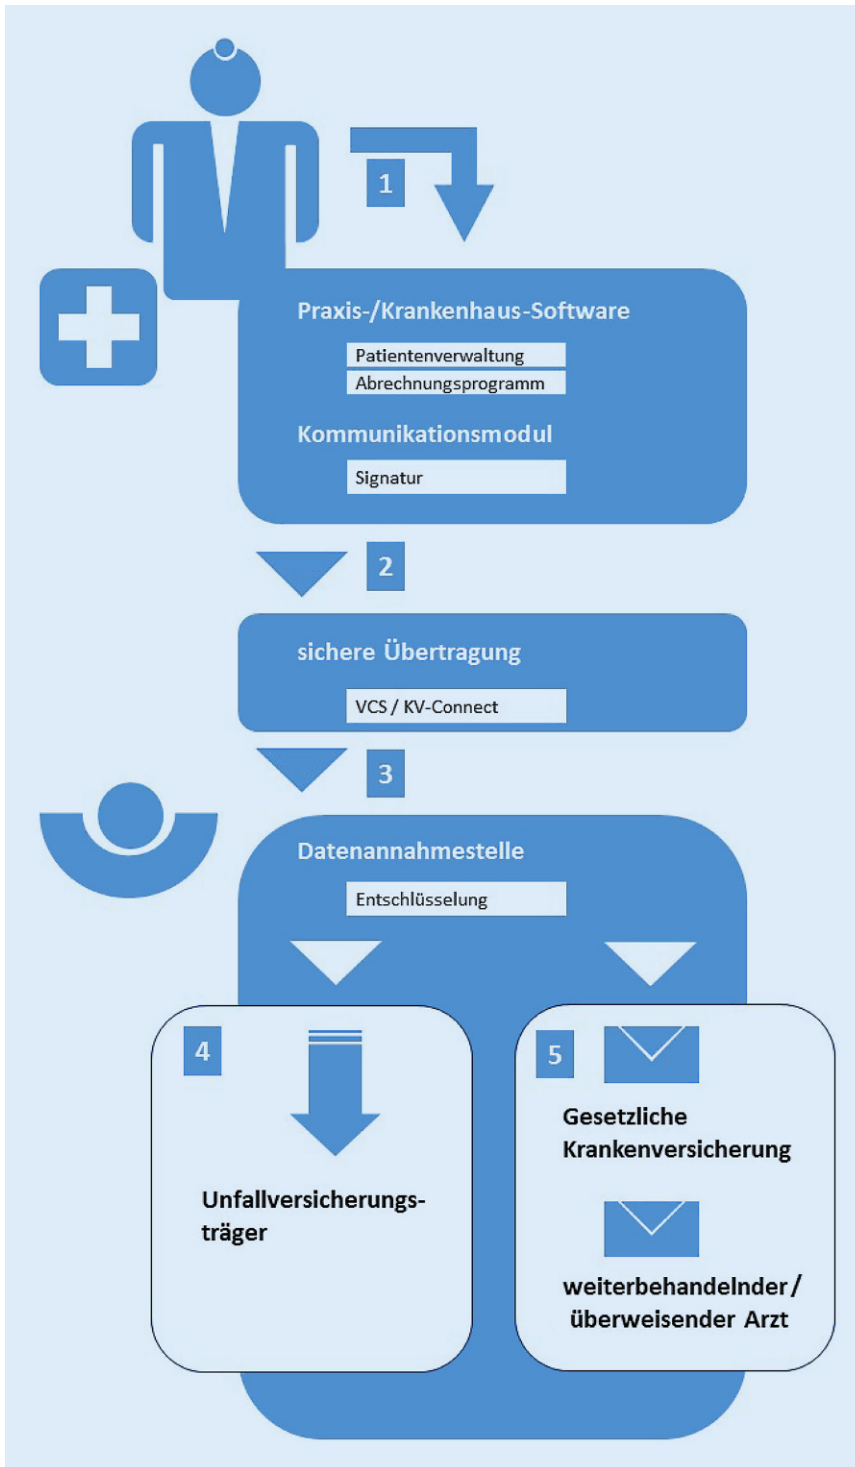 1
Praxis-/Krankenhaus-Software
Patientenverwaltung
Abrechnungsprogramm
Kommunikationsmodul
Signatur
2
sichere Übertragung
VCS / KV-Connect
3
Datenannahmestelle
Entschlüsselung
4
Unfallversicherungs-
träger
5
Gesetzliche
Krankenversicherung
weiterbehandelnder /
überweisender Arzt